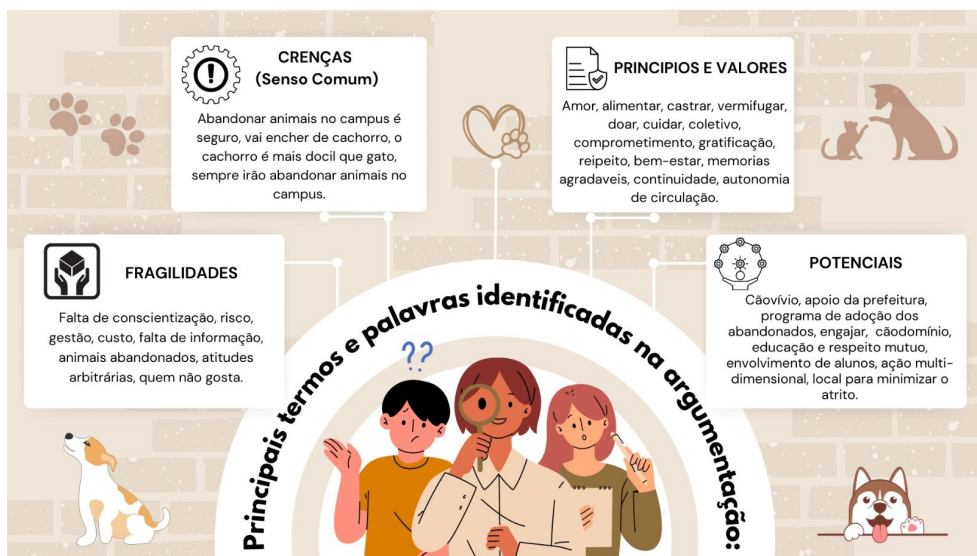 CRENÇAS
(Senso Comum)
Abandonar animais no campus é
seguro, vai encher de cachorro, o
cachorro é mais docil que gato,
sempre irão abandonar animais no
campus.
PRINCIPIOS E VALORES
Amor, alimentar, castrar, vermifugar,
doar, cuidar, coletivo,
comprometimento, gratificação,
reipeito, bem-estar, memorias
agradaveis, continuidade, autonomia
de circulação.
FRAGILIDADES
Falta de conscientização, risco,
gestão, custo, falta de informação,
animais abandonados, atitudes
arbitrárias, quem não gosta.
POTENCIAIS
Cãovívio, apoio da prefeitura,
programa de adoção dos
abandonados, engajar, cãodomínio,
educação e respeito mutuo,
envolvimento de alunos, ação multi-
dimensional, local para minimizar o
atrito.
Principais termos e palavras identificadas na argumentação:
??